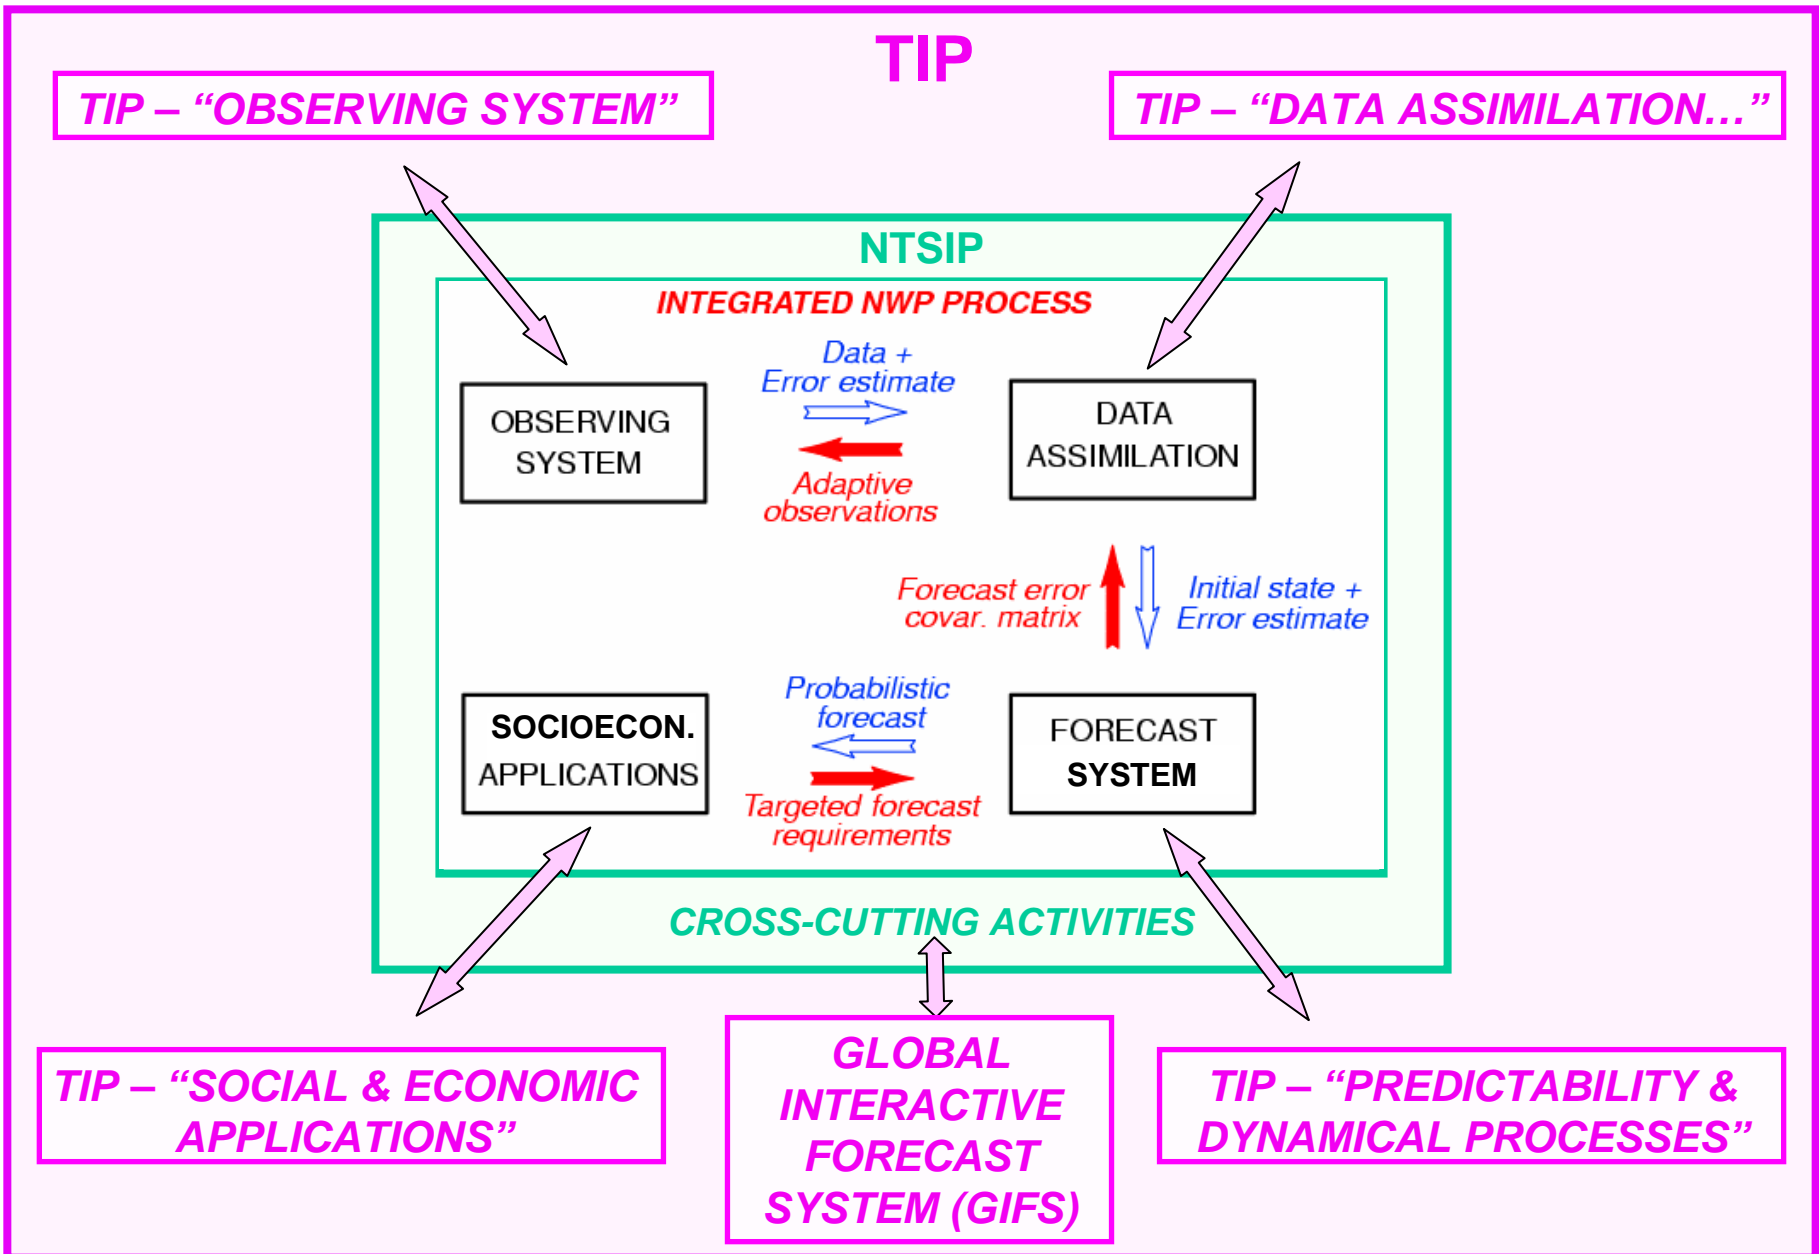 TIP
TIP – “OBSERVING SYSTEM”
TIP – “DATA ASSIMILATION…”
NTSIP
INTEGRATED NWP PROCESS
OBSERVING
SYSTEM
Data +
Error estimate
Adaptive
observations
DATA
ASSIMILATION
Forecast error
covar. matrix
Initial state +
Error estimate
SOCIOECON.
APPLICATIONS
Probabilistic
forecast
Targeted forecast
requirements
FORECAST
SYSTEM
CROSS-CUTTING ACTIVITIES
TIP – “SOCIAL & ECONOMIC
APPLICATIONS”
GLOBAL
INTERACTIVE
FORECAST
SYSTEM (GIFS)
TIP – “PREDICTABILITY &
DYNAMICAL PROCESSES”